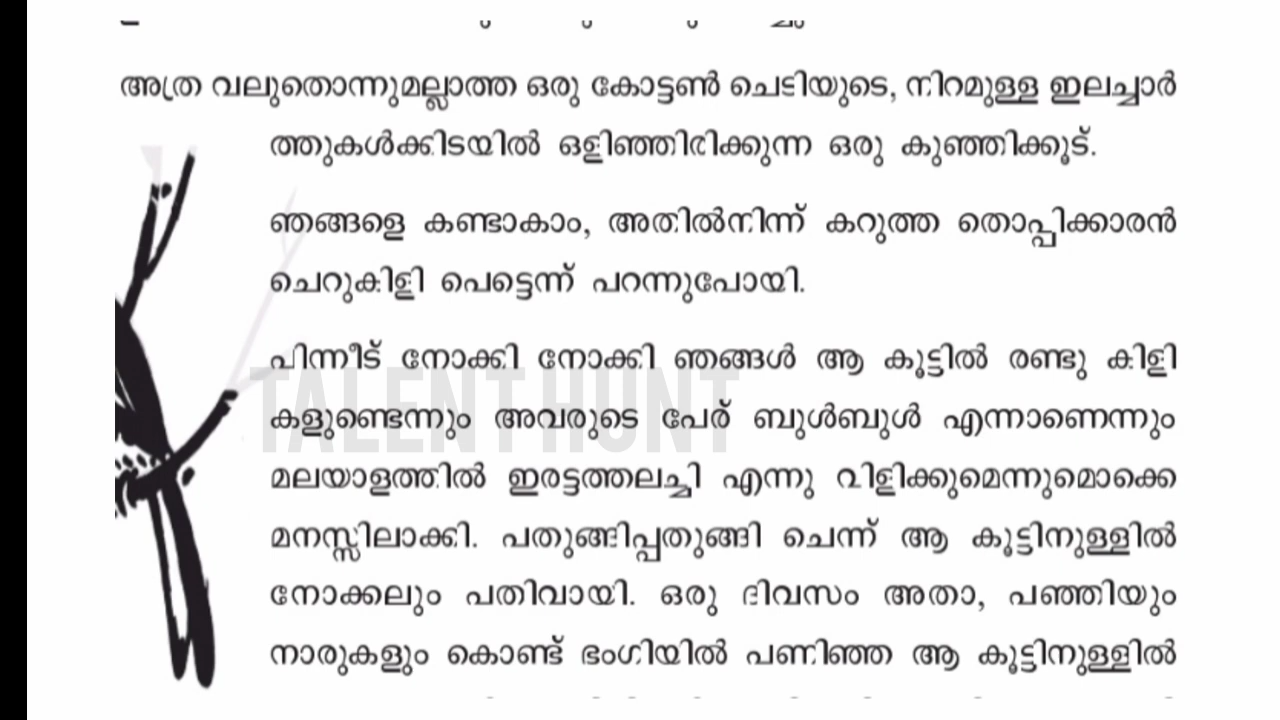 അത്ര വലുതൊന്നുമല്ലാത്ത ഒരു കോട്ടൺ ചെടിയുടെ, നിറമുള്ള ഇലച്ചാർ
ത്തുകൾക്കിടയിൽ ഒളിഞ്ഞിരിക്കുന്ന ഒരു കുഞ്ഞിക്കൂട്.
ഞങ്ങളെ കണ്ടാകാം, അതിൽനിന്ന് കറുത്ത തൊപ്പിക്കാരൻ
ചെറുകിളി പെട്ടെന്ന് പറന്നുപോയി.
പിന്നീട് നോക്കി നോക്കി ഞങ്ങൾ ആ കൂട്ടിൽ രണ്ടു കിളി
കളുണ്ടെന്നും അവരുടെ പേര് ബുൾബുൾ എന്നാണെന്നും
TALENT HUNT
മലയാളത്തിൽ ഇരട്ടത്തലച്ചി എന്നു വിളിക്കുമെന്നുമൊക്കെ
മനസ്സിലാക്കി. പതുങ്ങിപ്പതുങ്ങി ചെന്ന് ആ കൂട്ടിനുള്ളിൽ
നോക്കലും പതിവായി. ഒരു ദിവസം അതാ, പഞ്ഞിയും
നാരുകളും കൊണ്ട് ഭംഗിയിൽ പണിഞ്ഞ ആ കൂട്ടിനുള്ളിൽ